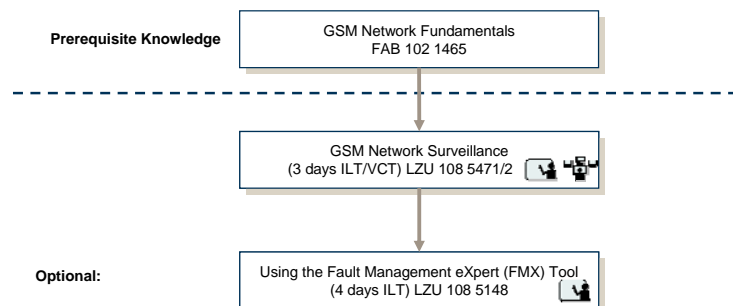 Prerequisite Knowledge
GSM Network Fundamentals
FAB 102 1465
GSM Network Surveillance
(3 days ILT/VCT) LZU 108 5471/2
Optional:
Using the Fault Management eXpert (FMX) Tool
(4 days ILT) LZU 108 5148